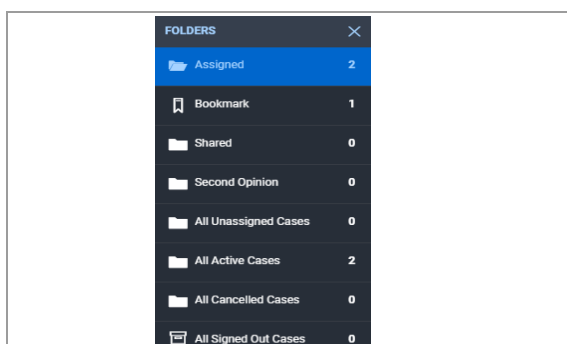 FOLDERS
Assigned 2
Bookmark 1
Shared 0
Second Opinion 0
All Unassigned Cases 0
All Active Cases 2
All Cancelled Cases 0
All Signed Out Cases 0